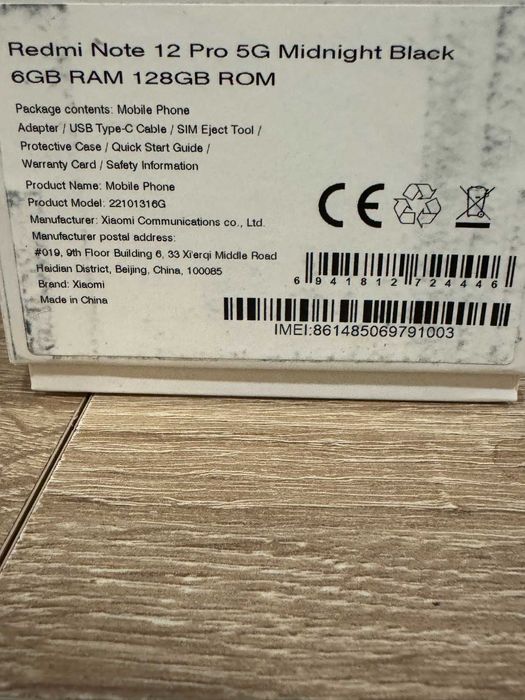 Redmi Note 12 Pro 5G Midnight Black
6GB RAM 128GB ROM
Package contents: Mobile Phone
Adapter / USB Type-C Cable / SIM Eject Tool /
Protective Case / Quick Start Guide /
Warranty Card / Safety Information
Product Name: Mobile Phone
Product Model: 22101316G
Manufacturer: Xiaomi Communications co., Ltd.
Manufacturer postal address:
#019, 9th Floor Building 6, 33 Xi'erqi Middle Road
Haidian District, Beijing, China, 100085
Brand: Xiaomi
Made in China
CE
6 941812 724446
IMEI:861485069791003